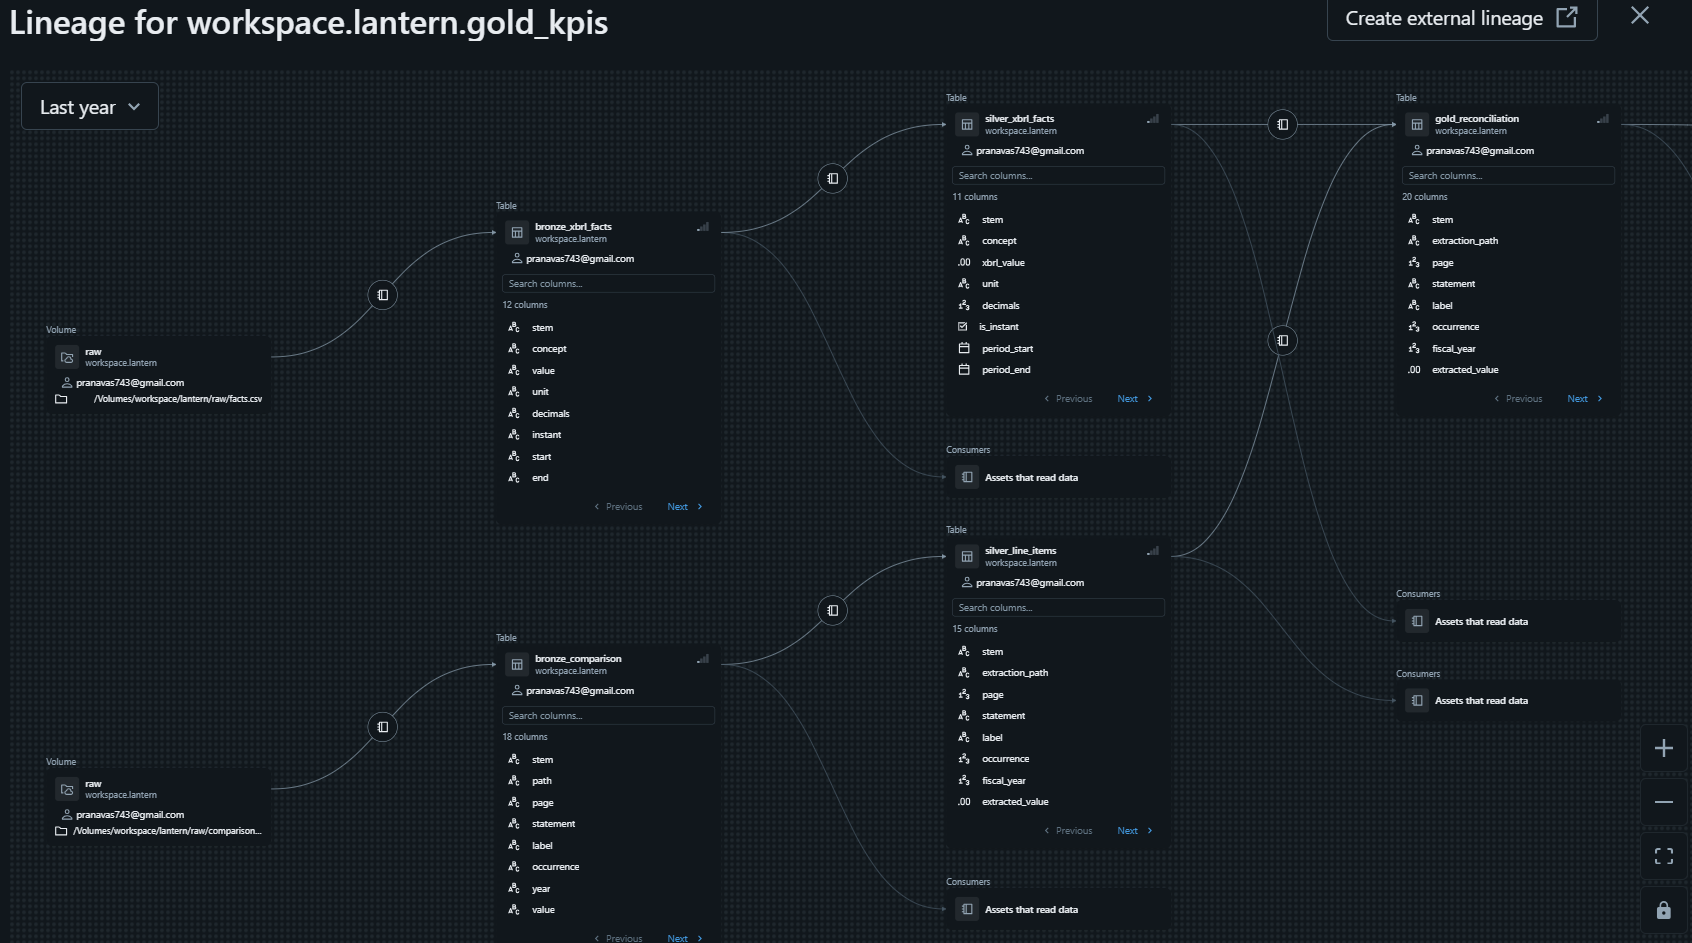 Lineage for workspace.lantern.gold_kpis
Create external lineage
Last year
Volume
raw
workspace.lantern
pranavas743@gmail.com
/Volumes/workspace/lantern/raw/facts.csv
Volume
raw
workspace.lantern
pranavas743@gmail.com
/Volumes/workspace/lantern/raw/comparison...
Table
bronze_xbrl_facts
workspace.lantern
pranavas743@gmail.com
Search columns...
12 columns
stem
concept
value
unit
decimals
instant
start
end
Previous Next
Table
bronze_comparison
workspace.lantern
pranavas743@gmail.com
Search columns...
18 columns
stem
path
page
statement
label
occurrence
year
value
Previous Next
Table
silver_xbrl_facts
workspace.lantern
pranavas743@gmail.com
Search columns...
11 columns
stem
concept
.00 xbrl_value
unit
decimals
is_instant
period_start
period_end
Previous Next
Consumers
Assets that read data
Table
silver_line_items
workspace.lantern
pranavas743@gmail.com
Search columns...
15 columns
stem
extraction_path
page
statement
label
occurrence
fiscal_year
.00 extracted_value
Previous Next
Consumers
Assets that read data
Table
gold_reconciliation
workspace.lantern
pranavas743@gmail.com
Search columns...
20 columns
stem
extraction_path
page
statement
label
occurrence
fiscal_year
.00 extracted_value
Previous Next
Consumers
Assets that read data
Consumers
Assets that read data